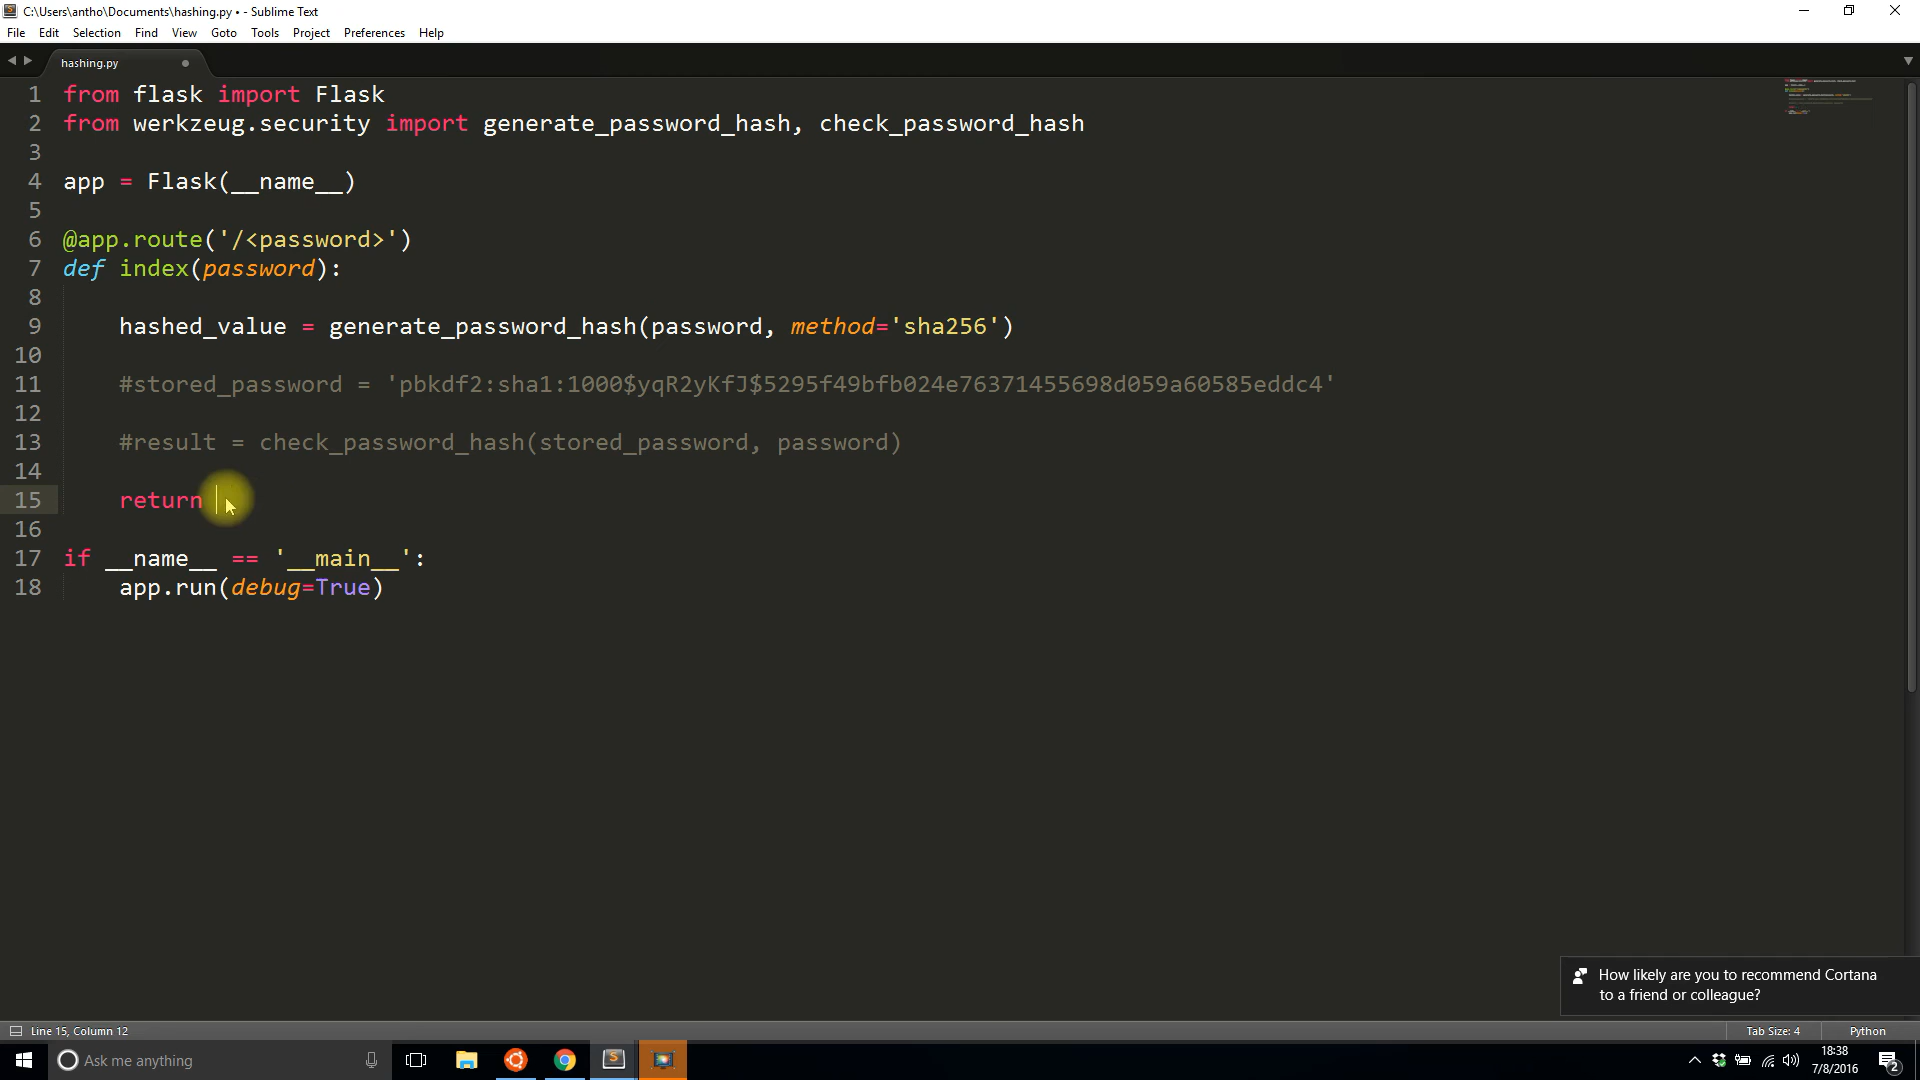 C:\Users\antho\Documents\hashing.py • - Sublime Text
File Edit Selection Find View Goto Tools Project Preferences Help
hashing.py
1 from flask import Flask
2 from werkzeug.security import generate_password_hash, check_password_hash
3
4 app = Flask(__name__)
5
6 @app.route('/<password>')
7 def index(password):
8
9 hashed_value = generate_password_hash(password, method='sha256')
10
11 #stored_password = 'pbkdf2:sha1:1000$yqR2yKfJ$5295f49bfb024e76371455698d059a60585eddc4'
12
13 #result = check_password_hash(stored_password, password)
14
15 return
16
17 if __name__ == '__main__':
18 app.run(debug=True)
How likely are you to recommend Cortana
to a friend or colleague?
Line 15, Column 12 Tab Size: 4 Python
Ask me anything
18:38
7/8/2016
2